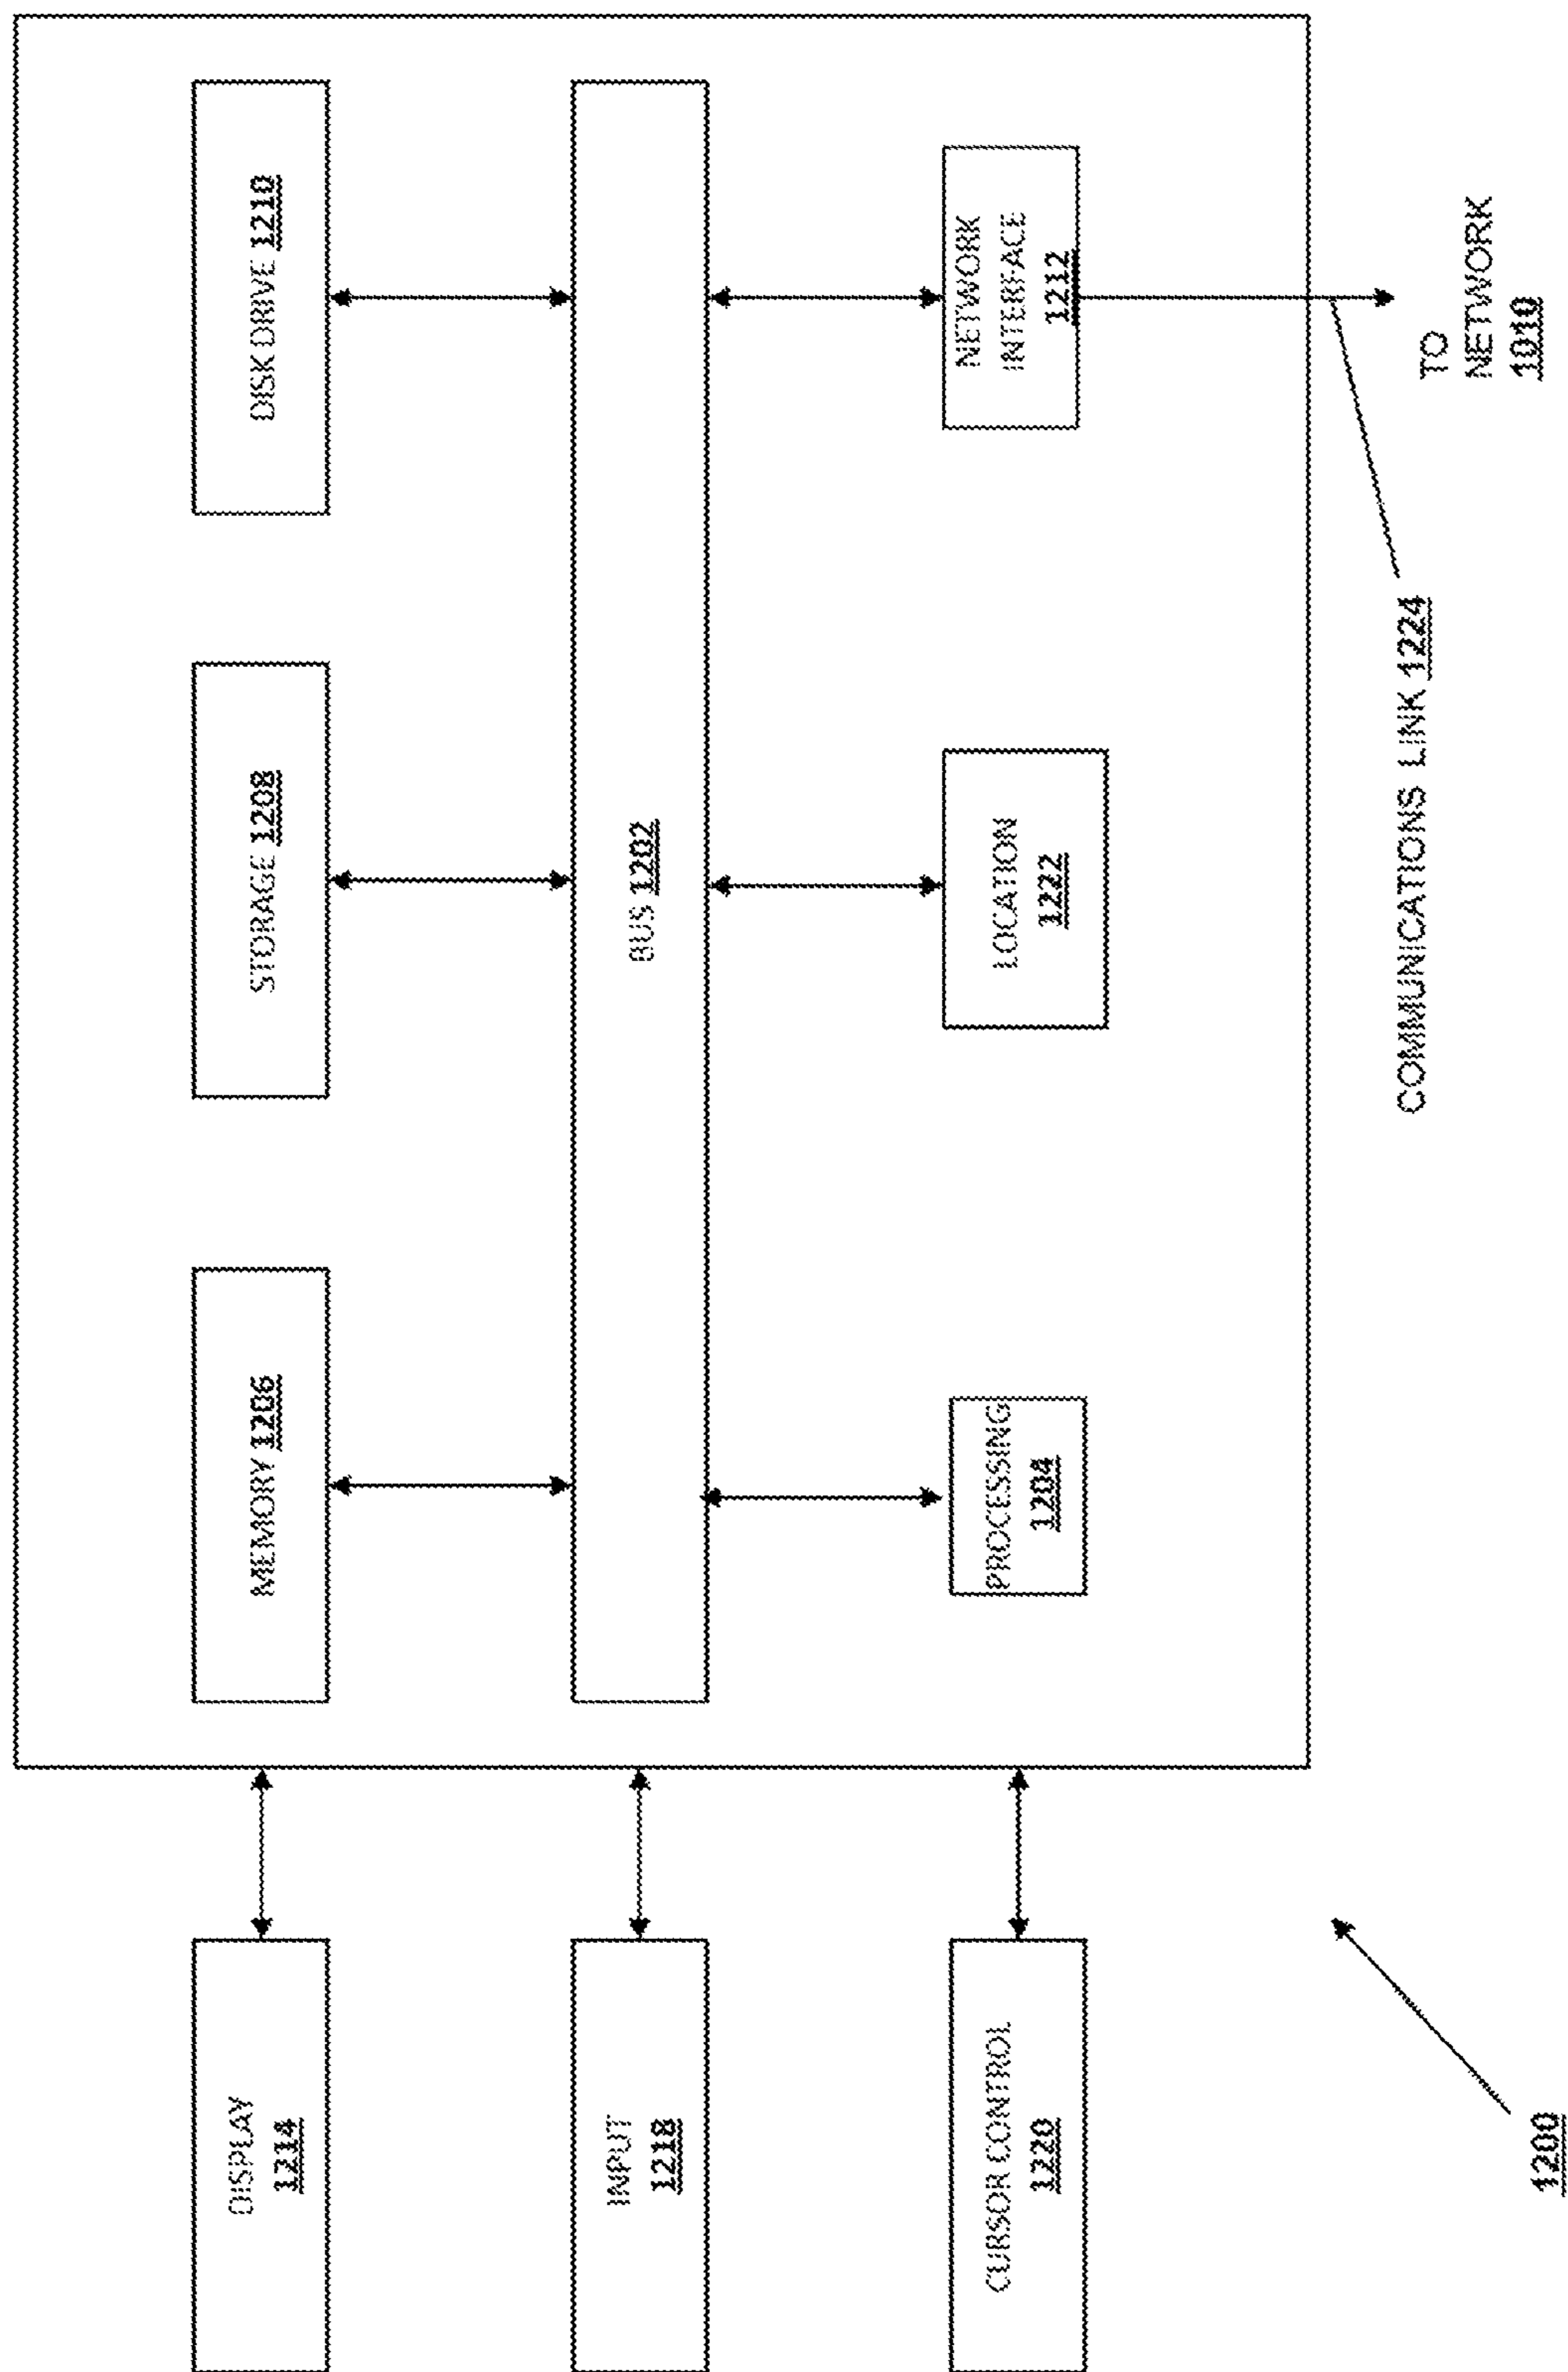 DISPLAY
1214
MEMORY 1206
STORAGE 1208
DISK DRIVE 1210
INPUT
1218
BUS 1202
CURSOR CONTROL
1220
PROCESSING
1204
LOCATION
1222
NETWORK
INTERFACE
1212
COMMUNICATIONS LINK 1224
TO
NETWORK
1010
1200